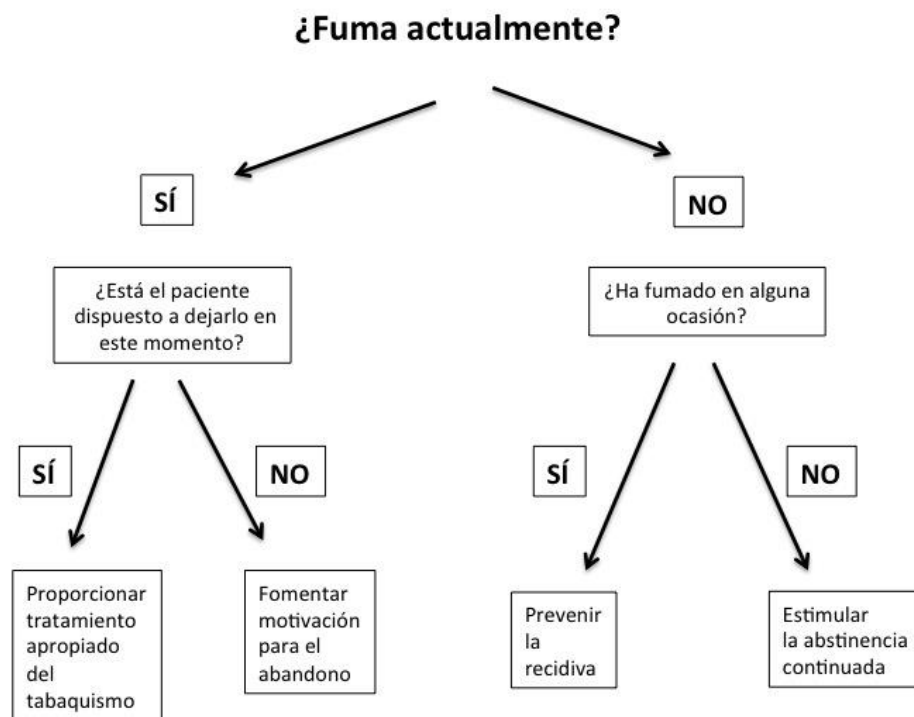 ¿Fuma actualmente?
SÍ
NO
¿Está el paciente
dispuesto a dejarlo en
este momento?
¿Ha fumado en alguna
ocasión?
SÍ
NO
SÍ
NO
Proporcionar
tratamiento
apropiado
del
tabaquismo
Fomentar
motivación
para el
abandono
Prevenir
la
recidiva
Estimular
la abstinencia
continuada